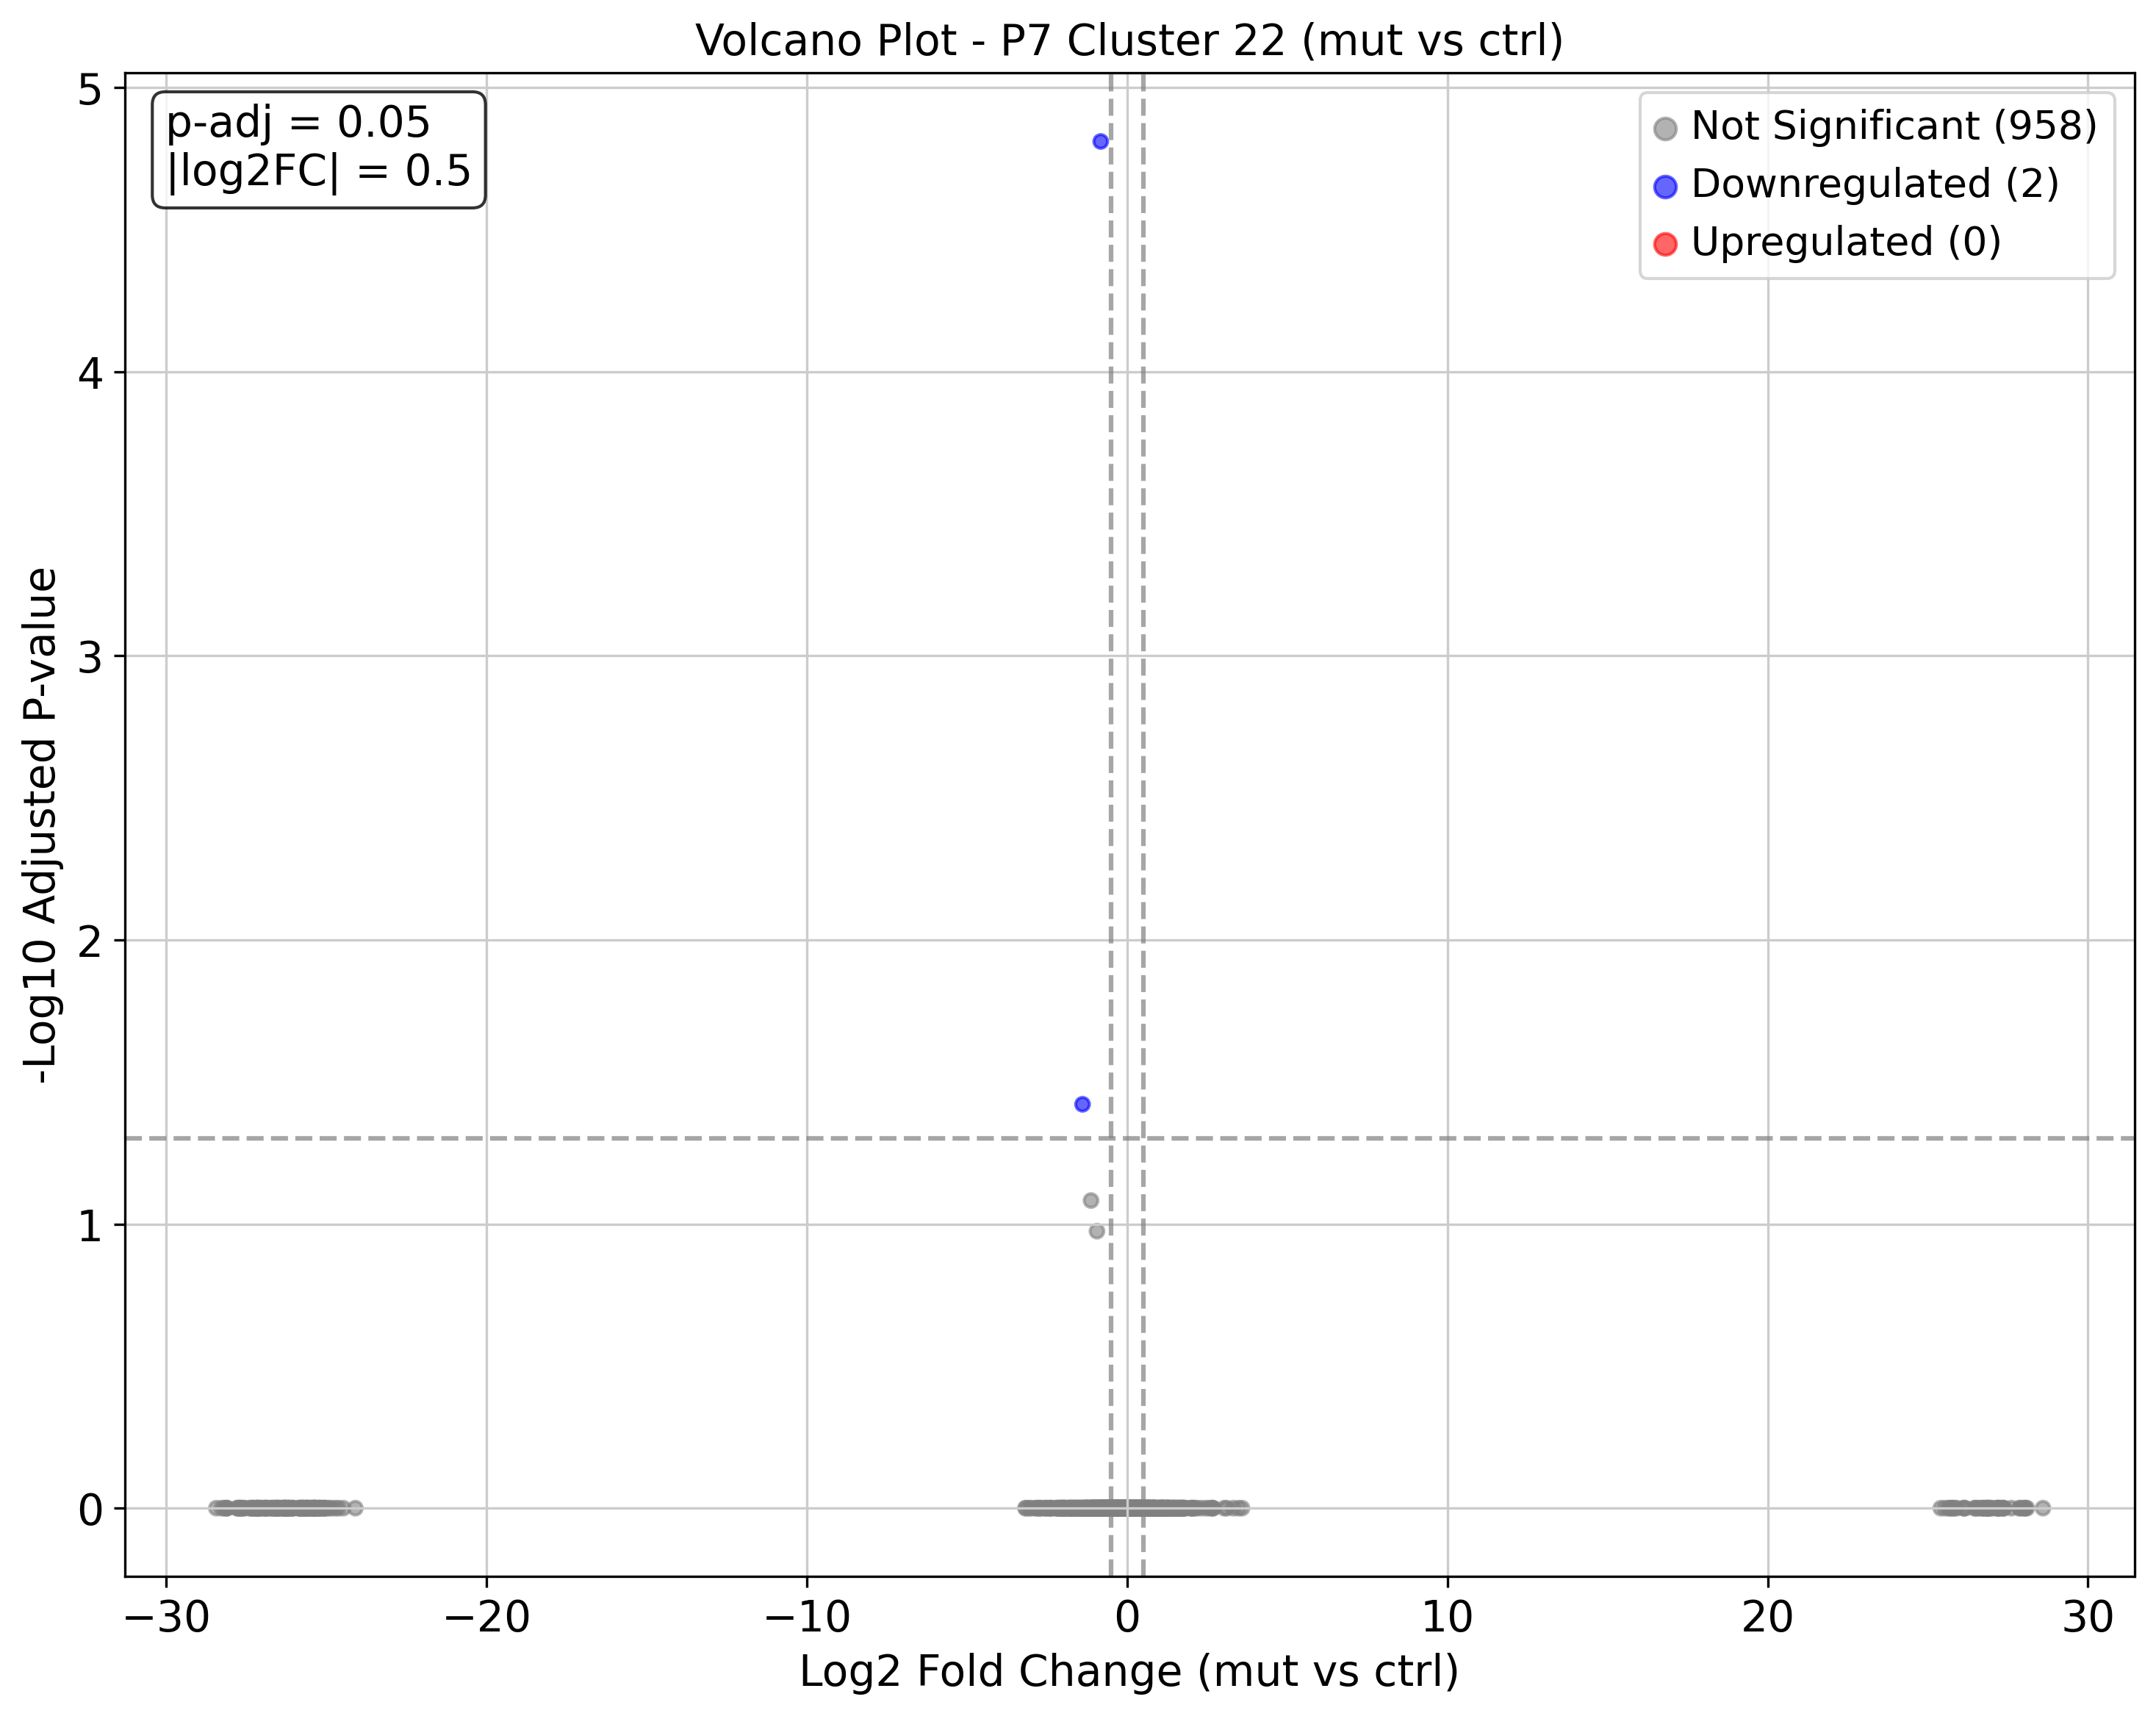 Volcano Plot - P7 Cluster 22 (mut vs ctrl)
p-adj = 0.05
|log2FC| = 0.5
Not Significant (958)
Downregulated (2)
Upregulated (0)
-Log10 Adjusted P-value
5
4
3
2
1
0
−30 −20 −10 0 10 20 30
Log2 Fold Change (mut vs ctrl)